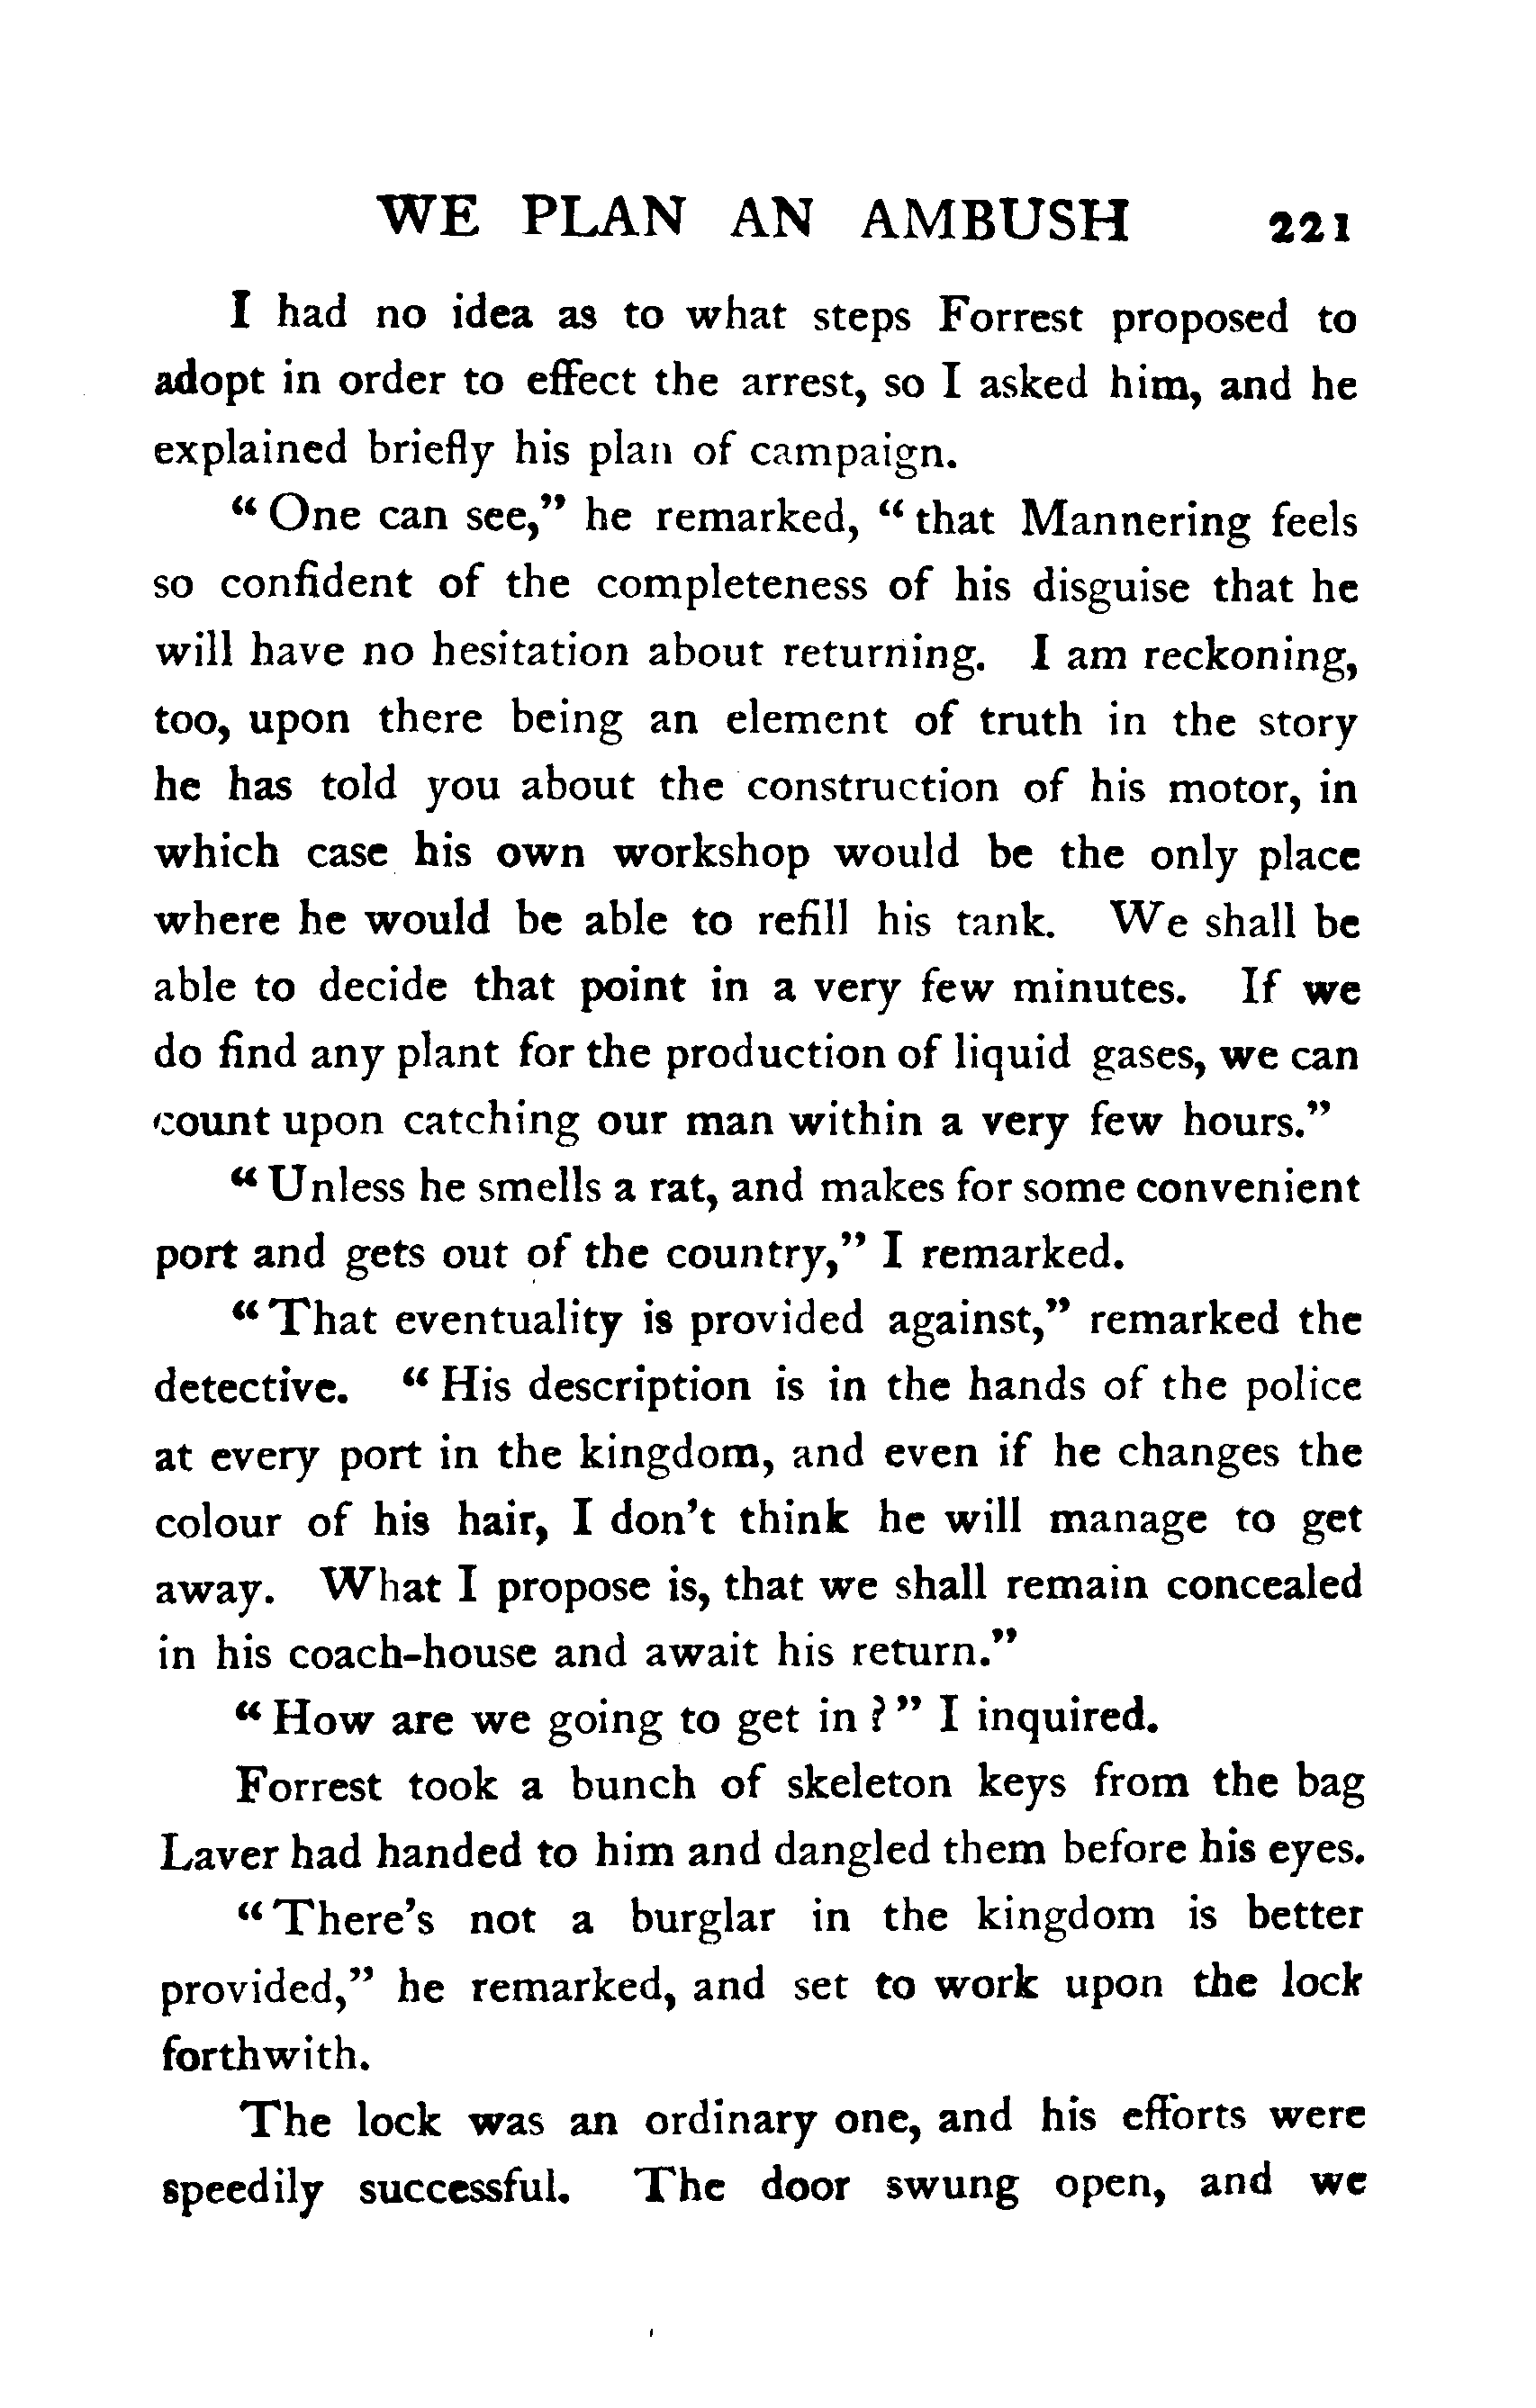 WE PLAN AN AMBUSH 221
I had no idea as to what steps Forrest proposed to
adopt in order to effect the arrest, so I asked him, and he
explained briefly his plan of campaign.
“ One can see,” he remarked, “ that Mannering feels
so confident of the completeness of his disguise that he
will have no hesitation about returning. I am reckoning,
too, upon there being an element of truth in the story
he has told you about the construction of his motor, in
which case his own workshop would be the only place
where he would be able to refill his tank. We shall be
able to decide that point in a very few minutes. If we
do find any plant for the production of liquid gases, we can
count upon catching our man within a very few hours.”
“ Unless he smells a rat, and makes for some convenient
port and gets out of the country,” I remarked.
“ That eventuality is provided against,” remarked the
detective. “ His description is in the hands of the police
at every port in the kingdom, and even if he changes the
colour of his hair, I don’t think he will manage to get
away. What I propose is, that we shall remain concealed
in his coach-house and await his return.”
“ How are we going to get in ? ” I inquired.
Forrest took a bunch of skeleton keys from the bag
Laver had handed to him and dangled them before his eyes.
“ There’s not a burglar in the kingdom is better
provided,” he remarked, and set to work upon the lock
forthwith.
The lock was an ordinary one, and his efforts were
speedily successful. The door swung open, and we